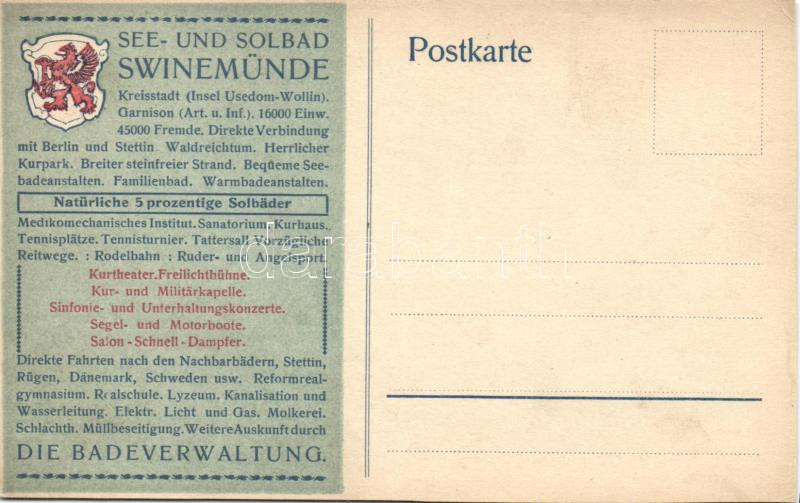 SEE- UND SOLBAD
SWINEMÜNDE
Kreisstadt (Insel Usedom-Wollin).
Garnison (Art. u. Inf.). 16000 Einw.
45000 Fremde. Direkte Verbindung
mit Berlin und Stettin. Waldreichtum. Herrlicher
Kurpark. Breiter steinfreier Strand. Beqüeme See-
badeanstalten. Familienbad. Warmbadeanstalten.
Natürliche 5 prozentige Solbäder
Medikomechanisches Institut. Sanatorium. Kurhaus.
Tennisplätze. Tennisturnier. Tattersall. Vorzügliche
Reitwege. : Rodelbahn : Ruder- und Angelsport.
Kurtheater. Freilichtbühne.
Kur- und Militärkapelle.
Sinfonie- und Unterhaltungskonzerte.
Segel- und Motorboote.
Salon - Schnell - Dampfer.
Direkte Fahrten nach den Nachbarbädern, Stettin,
Rügen, Dänemark, Schweden usw. Reformreal-
gymnasium. Realschule. Lyzeum. Kanalisation und
Wasserleitung. Elektr. Licht und Gas. Molkerei.
Schlachth. Müllbeseitigung. Weitere Auskunft durch
DIE BADEVERWALTUNG.
Postkarte
darabanth